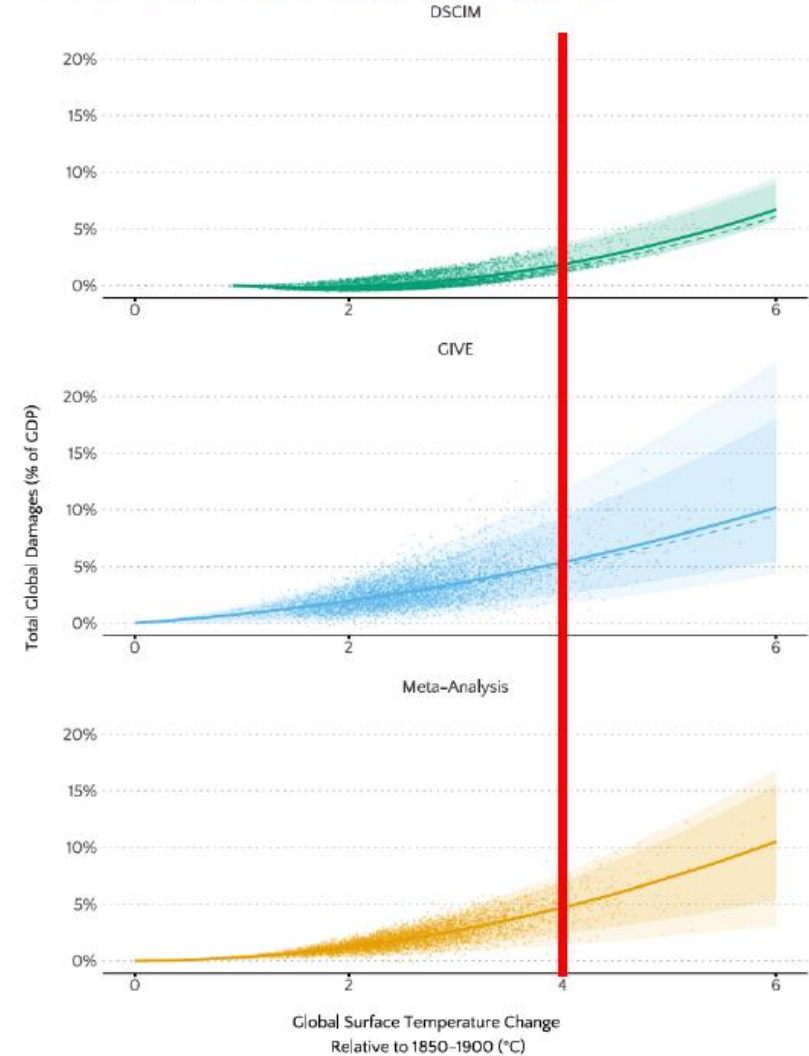 DSCIM
20%
15%
10%
5%
0%
0 2 6
GIVE
20%
15%
10%
5%
0%
0 2 6
Meta-Analysis
20%
15%
10%
5%
0%
0 2 4 6
Total Global Damages (% of GDP)
Global Surface Temperature Change
Relative to 1850-1900 (°C)